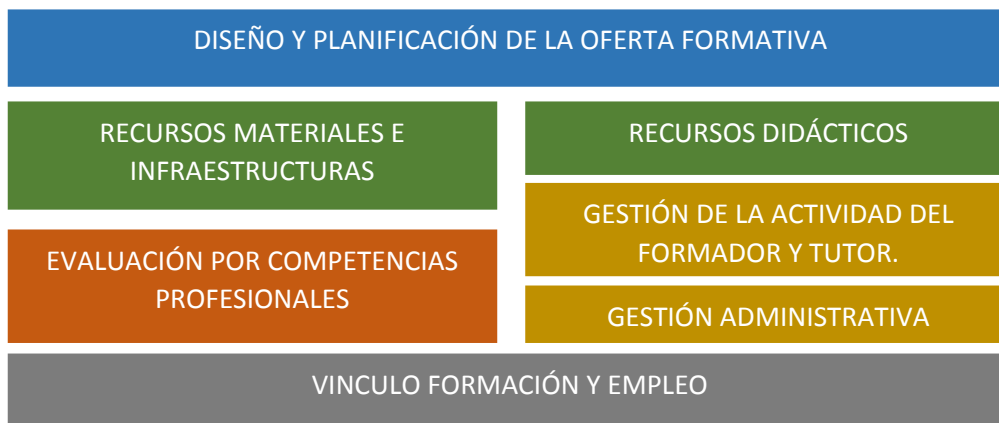 DISEÑO Y PLANIFICACIÓN DE LA OFERTA FORMATIVA
RECURSOS MATERIALES E
INFRAESTRUCTURAS
EVALUACIÓN POR COMPETENCIAS
PROFESIONALES
RECURSOS DIDÁCTICOS
GESTIÓN DE LA ACTIVIDAD DEL
FORMADOR Y TUTOR.
GESTIÓN ADMINISTRATIVA
VINCULO FORMACIÓN Y EMPLEO